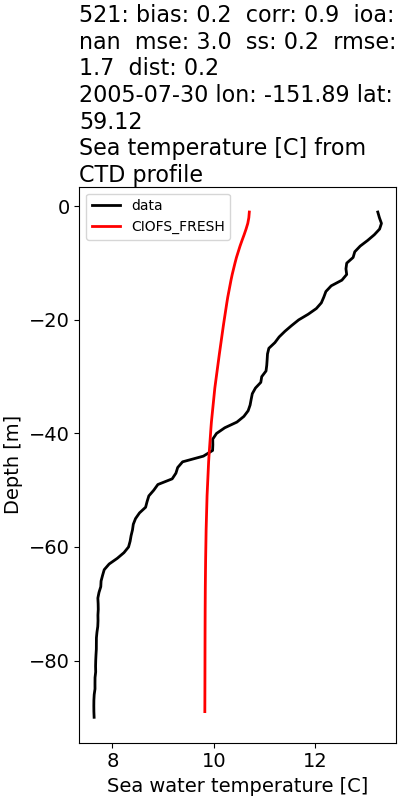 521: bias: 0.2  corr: 0.9  ioa:
nan  mse: 3.0  ss: 0.2  rmse:
1.7  dist: 0.2
2005-07-30 lon: -151.89 lat:
59.12
Sea temperature [C] from
CTD profile
data
CIOFS_FRESH
0
−20
−40
−60
−80
Depth [m]
8
10
12
Sea water temperature [C]